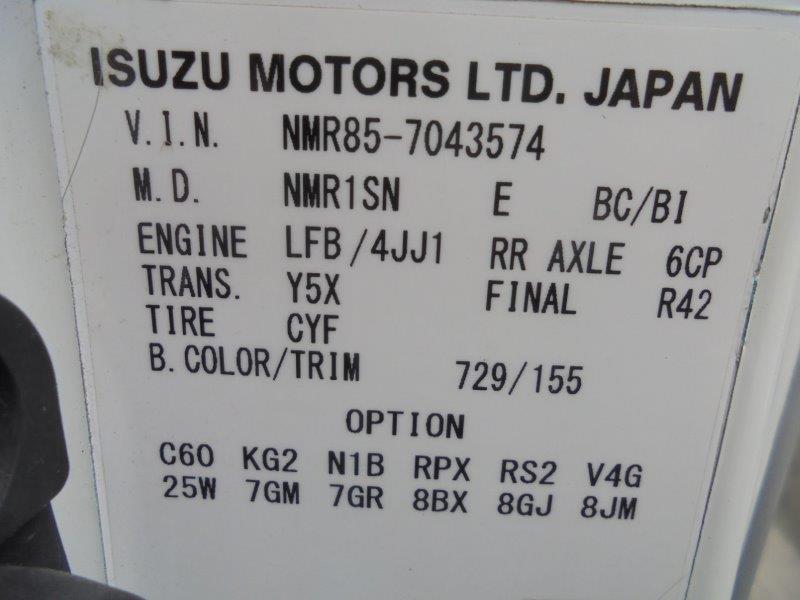 ISUZU MOTORS LTD. JAPAN
V.I.N. NMR85-7043574
M.D. NMR1SN E BC/BI
ENGINE LFB/4JJ1 RR AXLE 6CP
TRANS. Y5X FINAL R42
TIRE CYF
B.COLOR/TRIM 729/155
OPTION
C60 KG2 N1B RPX RS2 V4G
25W 7GM 7GR 8BX 8GJ 8JM